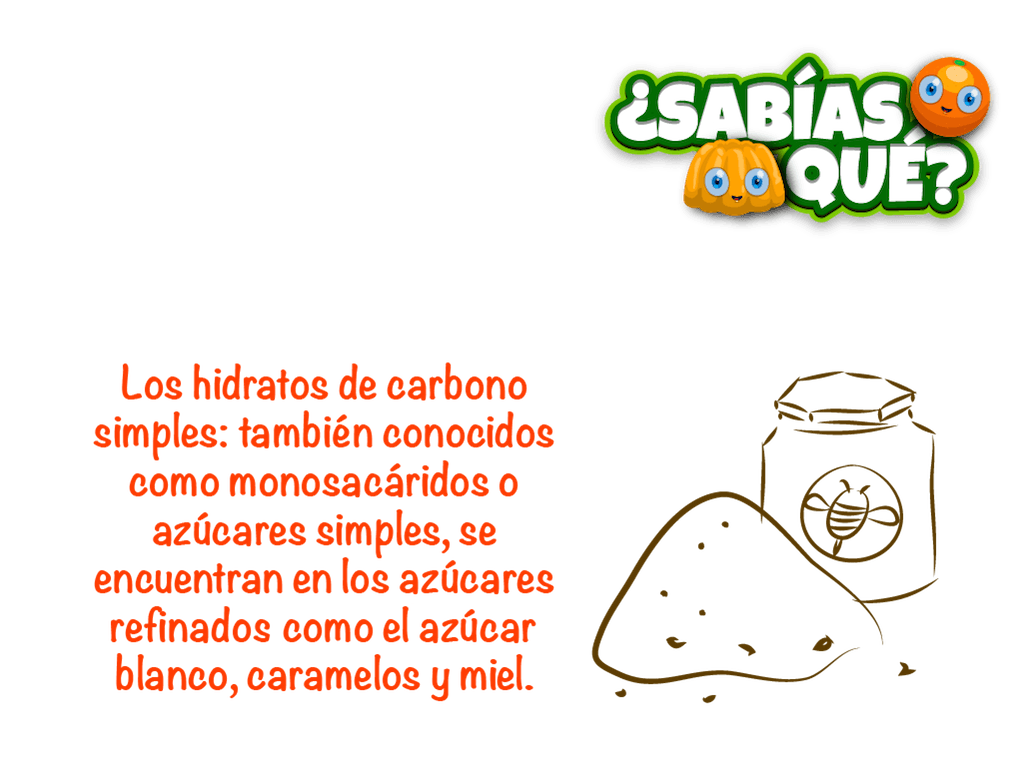 ¿SABÍAS
QUÉ?
Los hidratos de carbono
simples: también conocidos
como monosacáridos o
azúcares simples, se
encuentran en los azúcares
refinados como el azúcar
blanco, caramelos y miel.